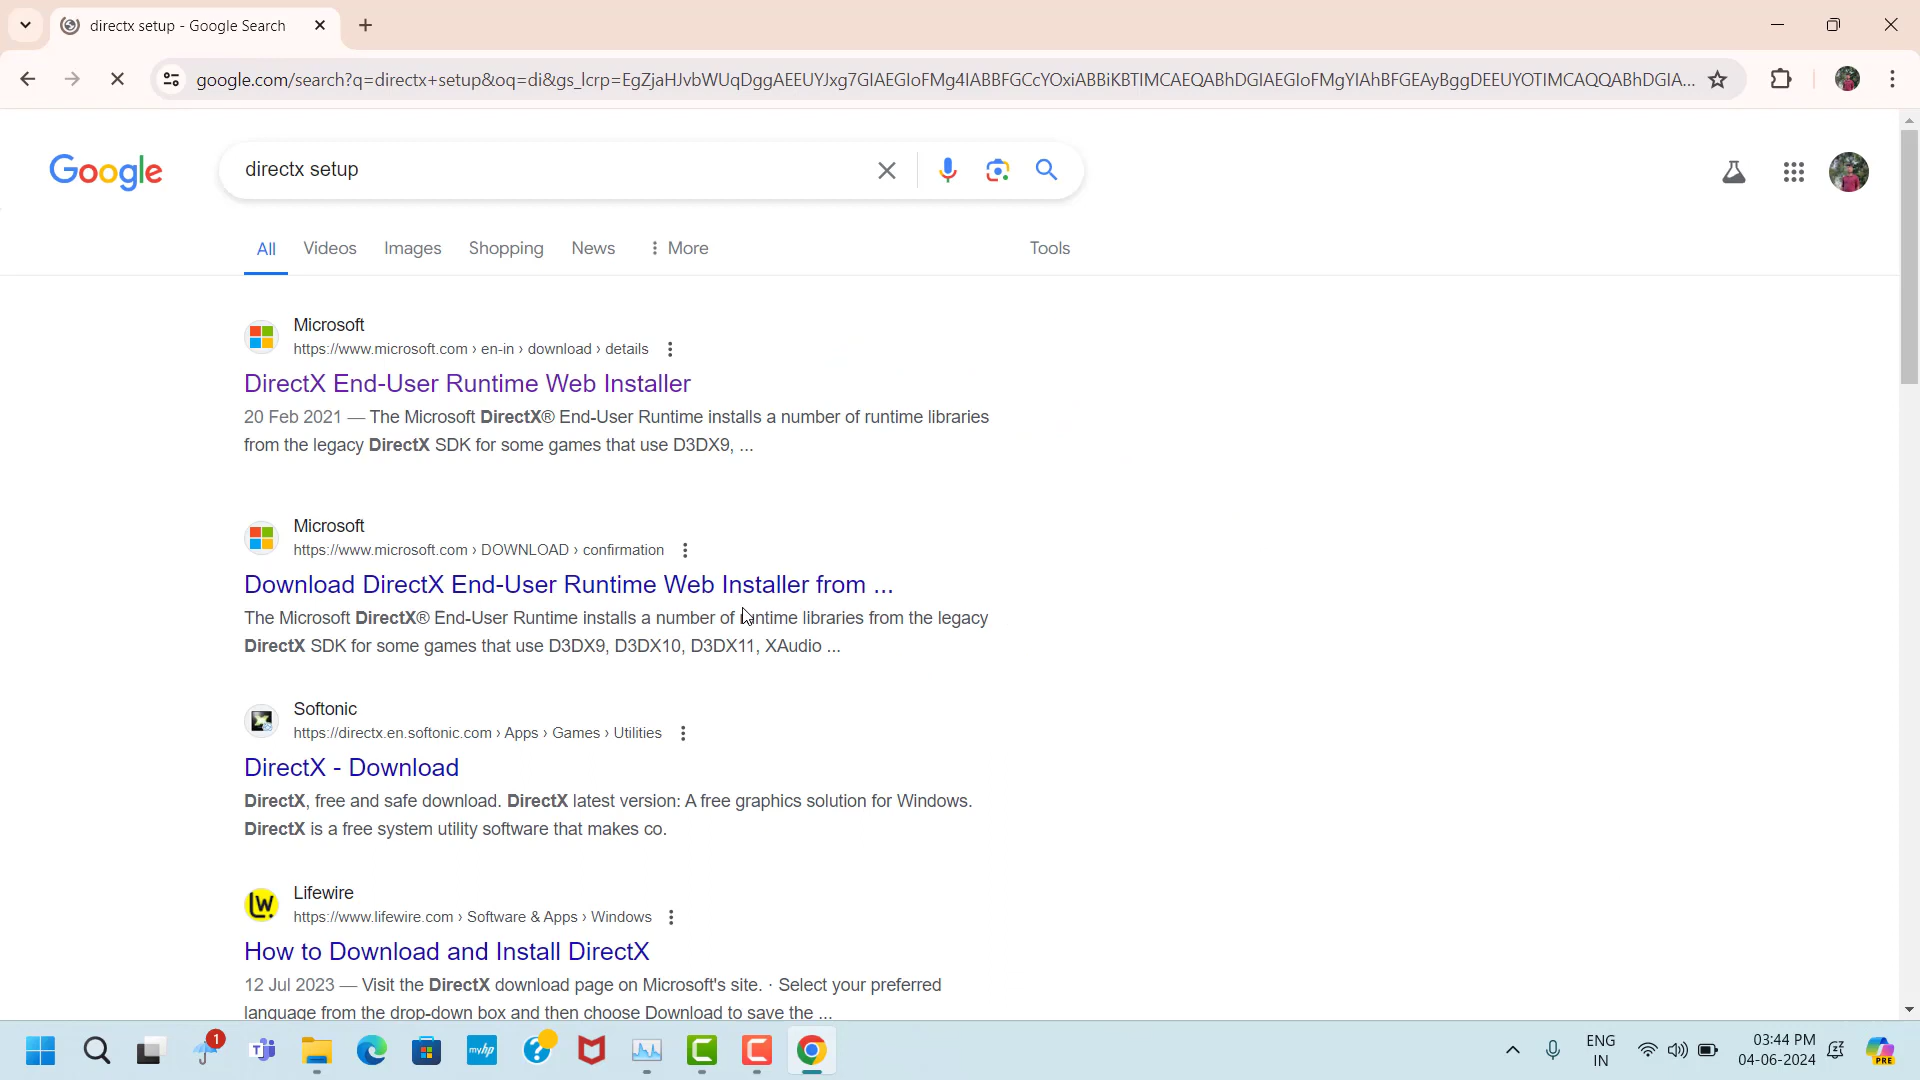 directx setup - Google Search
google.com/search?q=directx+setup&oq=di&gs_lcrp=EgZjaHJvbWUqDggAEEUYJxg7GIAEGIoFMg4IABBFGCcYOxiABBiKBTIMCAEQABhDGIAEGIoFMgYIAhBFGEAyBggDEEUYOTIMCAQQABhDGIA...
Google
directx setup
All Videos Images Shopping News More Tools
Microsoft
https://www.microsoft.com › en-in › download › details
DirectX End-User Runtime Web Installer
20 Feb 2021 — The Microsoft DirectX® End-User Runtime installs a number of runtime libraries
from the legacy DirectX SDK for some games that use D3DX9, ...
Microsoft
https://www.microsoft.com › DOWNLOAD › confirmation
Download DirectX End-User Runtime Web Installer from ...
The Microsoft DirectX® End-User Runtime installs a number of runtime libraries from the legacy
DirectX SDK for some games that use D3DX9, D3DX10, D3DX11, XAudio ...
Softonic
https://directx.en.softonic.com › Apps › Games › Utilities
DirectX - Download
DirectX, free and safe download. DirectX latest version: A free graphics solution for Windows.
DirectX is a free system utility software that makes co.
Lifewire
https://www.lifewire.com › Software & Apps › Windows
How to Download and Install DirectX
12 Jul 2023 — Visit the DirectX download page on Microsoft's site. · Select your preferred
language from the drop-down box and then choose Download to save the ...
1
myhp
ENG
IN
03:44 PM
04-06-2024
PRE